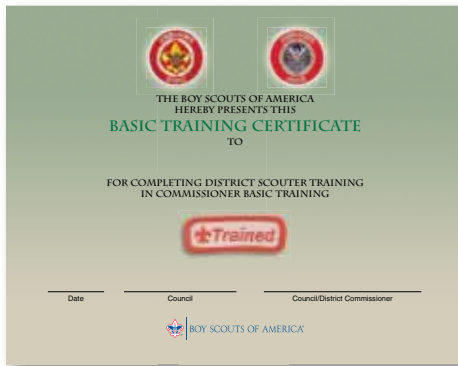 THE BOY SCOUTS OF AMERICA
HEREBY PRESENTS THIS
BASIC TRAINING CERTIFICATE
TO
FOR COMPLETING DISTRICT SCOUTER TRAINING
IN COMMISSIONER BASIC TRAINING
Trained
Date Council Council/District Commissioner
BOY SCOUTS OF AMERICA®